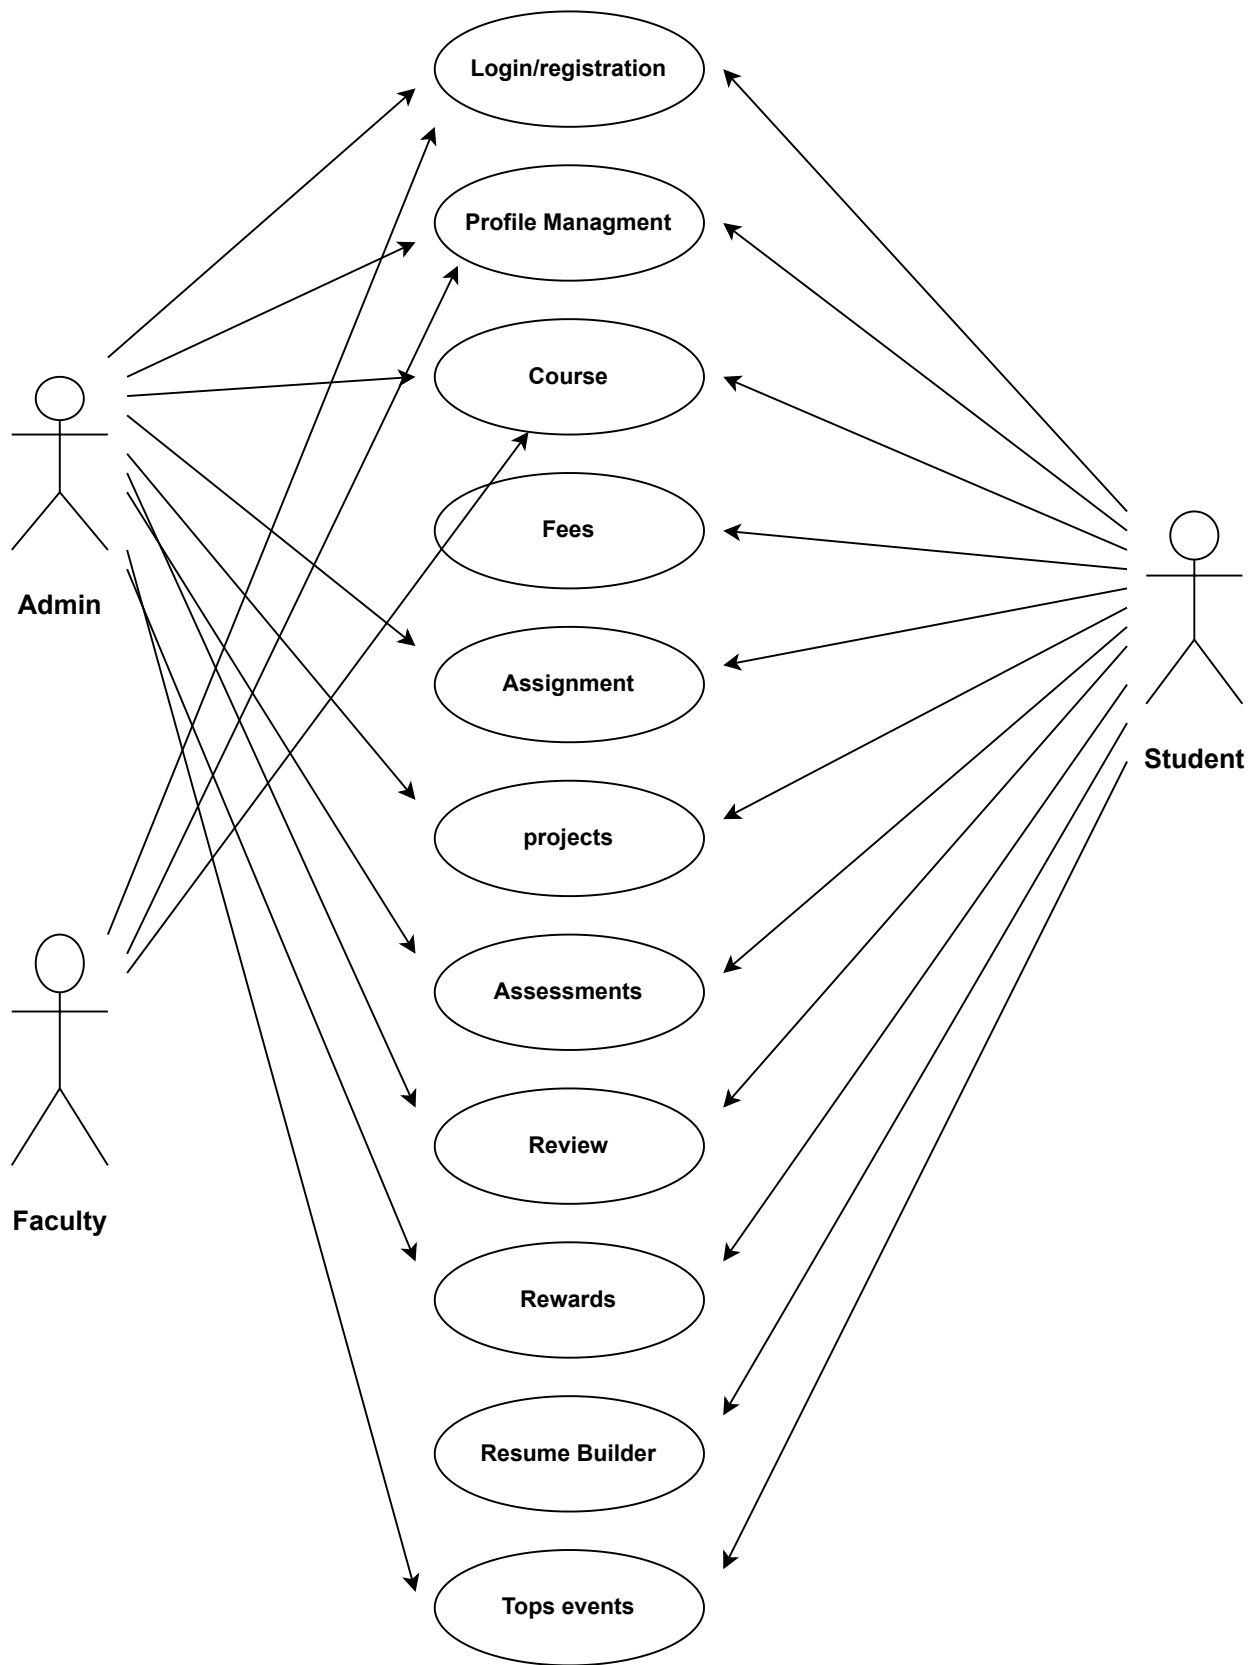 Login/registration
Profile Managment
Course
Fees
Admin
Assignment
Student
projects
Assessments
Review
Faculty
Rewards
Resume Builder
Tops events